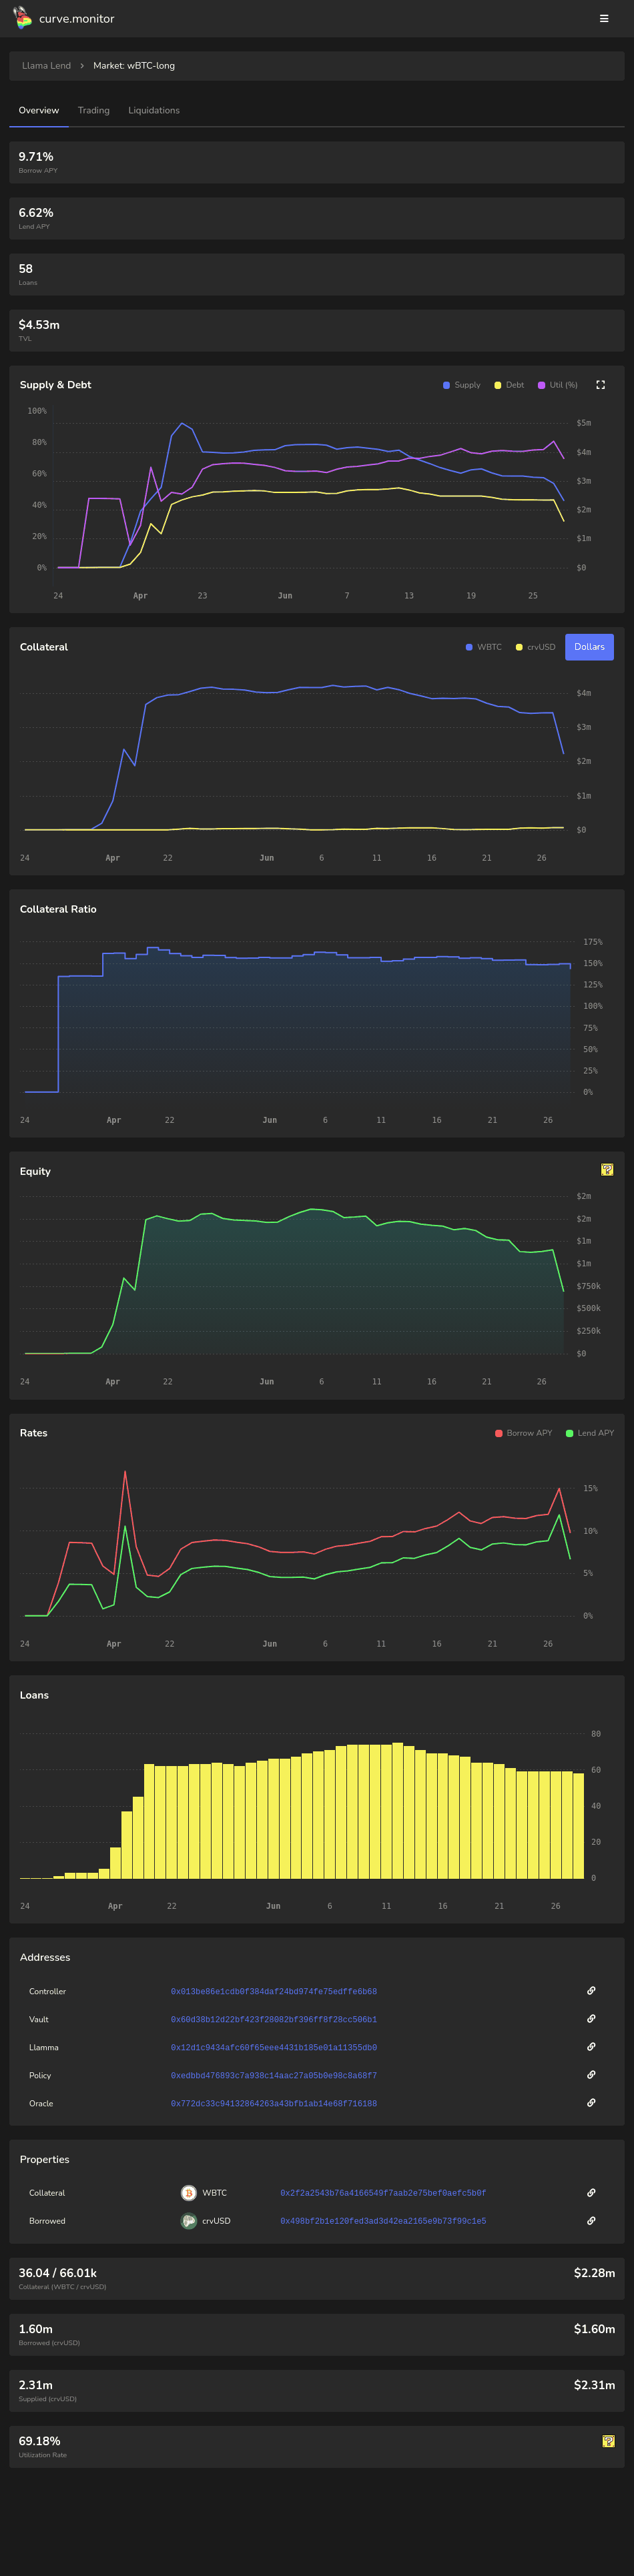 curve.monitor
Llama Lend > Market: wBTC-long
Overview Trading Liquidations
9.71%
Borrow APY
6.62%
Lend APY
58
Loans
$4.53m
TVL
Supply & Debt Supply Debt Util (%)
100%
$5m
80% $4m
60% $3m
40% $2m
20% $1m
0% $0
24 Apr 23 Jun 7 13 19 25
Collateral WBTC crvUSD Dollars
$4m
$3m
$2m
$1m
$0
24 Apr 22 Jun 6 11 16 21 26
Collateral Ratio
175%
150%
125%
100%
75%
50%
25%
0%
24 Apr 22 Jun 6 11 16 21 26
Equity
$2m
$2m
$1m
$1m
$750k
$500k
$250k
$0
24 Apr 22 Jun 6 11 16 21 26
Rates Borrow APY Lend APY
15%
10%
5%
0%
24 Apr 22 Jun 6 11 16 21 26
Loans
80
60
40
20
0
24 Apr 22 Jun 6 11 16 21 26
Addresses
Controller 0x013be86e1cdb0f384daf24bd974fe75edffe6b68
Vault 0x60d38b12d22bf423f28082bf396ff8f28cc506b1
Llamma 0x12d1c9434afc60f65eee4431b185e01a11355db0
Policy 0xedbbd476893c7a938c14aac27a05b0e98c8a68f7
Oracle 0x772dc33c94132864263a43bfb1ab14e68f716188
Properties
Collateral WBTC 0x2f2a2543b76a4166549f7aab2e75bef0aefc5b0f
Borrowed crvUSD 0x498bf2b1e120fed3ad3d42ea2165e9b73f99c1e5
36.04 / 66.01k $2.28m
Collateral (WBTC / crvUSD)
1.60m $1.60m
Borrowed (crvUSD)
2.31m $2.31m
Supplied (crvUSD)
69.18%
Utilization Rate